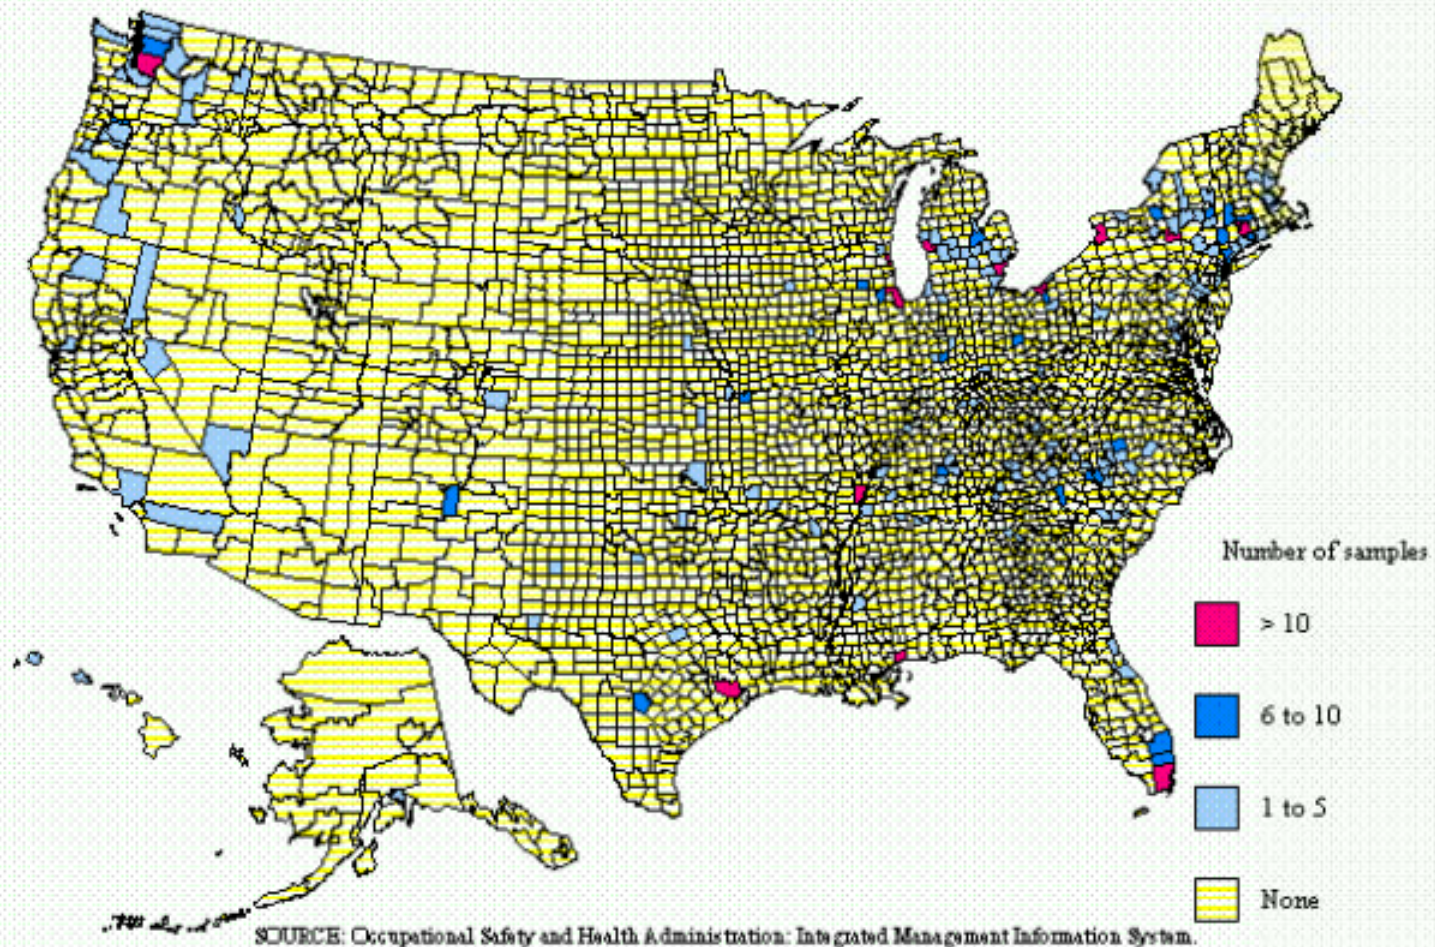 Number of samples
> 10
6 to 10
1 to 5
None
SOURCE: Occupational Safety and Health Administration: Integrated Management Information System.